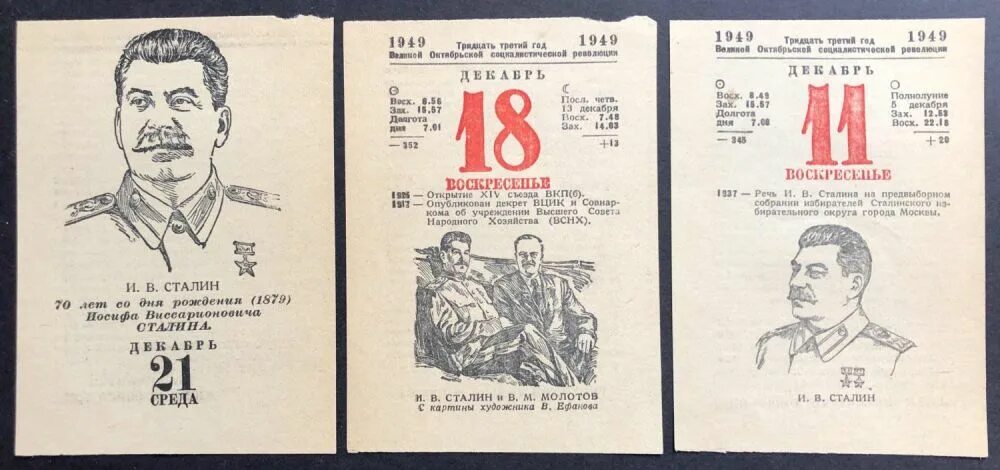 И. В. СТАЛИН
70 лет со дня рождения (1879)
Иосифа Виссарионовича
СТАЛИНА.
ДЕКАБРЬ
21
СРЕДА
1949 Тридцать третий год 1949
Великой Октябрьской социалистической революции
ДЕКАБРЬ
Восх. 8.56
Зах. 15.57
Долгота
дня 7.01
— 352
18
Посл. четв.
13 декабря
Восх. 7.48
Зах. 14.03
+13
ВОСКРЕСЕНЬЕ
1925 — Открытие XIV съезда ВКП(б).
1917 — Опубликован декрет ВЦИК и Совнар-
кома об учреждении Высшего Совета
Народного Хозяйства (ВСНХ).
И. В. СТАЛИН и В. М. МОЛОТОВ
С картины художника В. Ефанова
1949 Тридцать третий год 1949
Великой Октябрьской социалистической революции
ДЕКАБРЬ
Восх. 8.49
Зах. 15.57
Долгота
дня 7.08
— 345
11
Полнолуние
5 декабря
Зах. 12.53
Восх. 22.18
+20
ВОСКРЕСЕНЬЕ
1937 — Речь И. В. Сталина на предвыборном
собрании избирателей Сталинского из-
бирательного округа города Москвы.
И. В. СТАЛИН